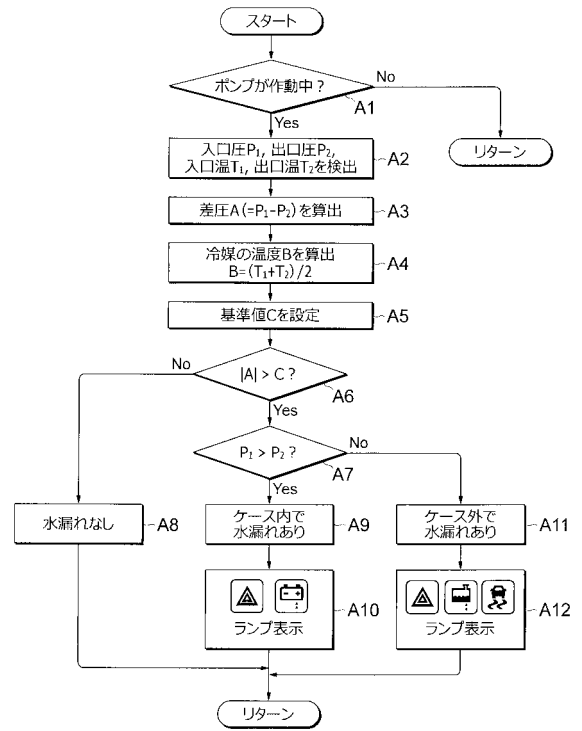 スタート
ポンプが作動中?
No
A1
Yes
リターン
入口圧P₁, 出口圧P₂,
入口温T₁, 出口温T₂を検出
A2
差圧A(=P₁-P₂)を算出
A3
冷媒の温度Bを算出
B=(T₁+T₂)/2
A4
基準値Cを設定
A5
No
|A| > C ?
A6
Yes
P₁ > P₂ ?
No
A7
Yes
水漏れなし
A8
ケース内で
水漏れあり
A9
ケース外で
水漏れあり
A11
ランプ表示
A10
ランプ表示
A12
リターン